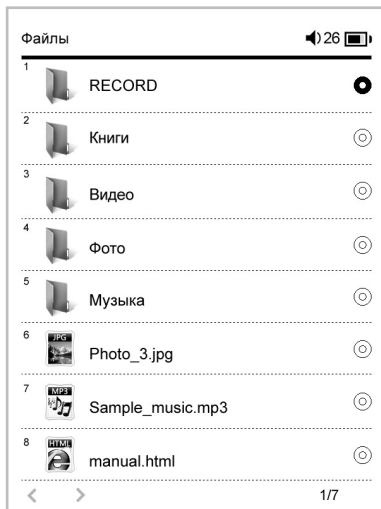 Файлы 26
1 RECORD
2 Книги
3 Видео
4 Фото
5 Музыка
6 JPG Photo_3.jpg
7 MP3 Sample_music.mp3
8 HTML manual.html
1/7